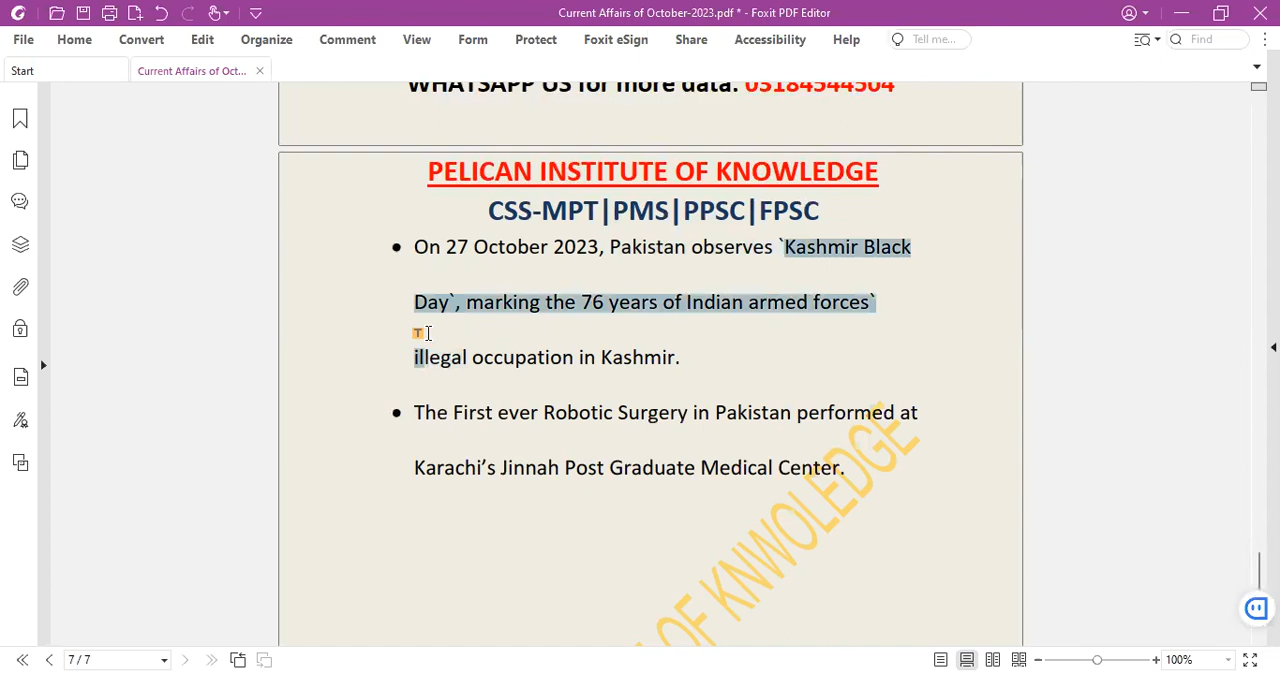 Current Affairs of October-2023.pdf * - Foxit PDF Editor
File Home Convert Edit Organize Comment View Form Protect Foxit eSign Share Accessibility Help Tell me... Find
Start Current Affairs of Oct...
WHATSAPP US for more data. 03184544504
PELICAN INSTITUTE OF KNOWLEDGE
CSS-MPT|PMS|PPSC|FPSC
• On 27 October 2023, Pakistan observes `Kashmir Black
Day`, marking the 76 years of Indian armed forces`
illegal occupation in Kashmir.
• The First ever Robotic Surgery in Pakistan performed at
Karachi’s Jinnah Post Graduate Medical Center.
OF KNWOLEDGE
7 / 7 100%